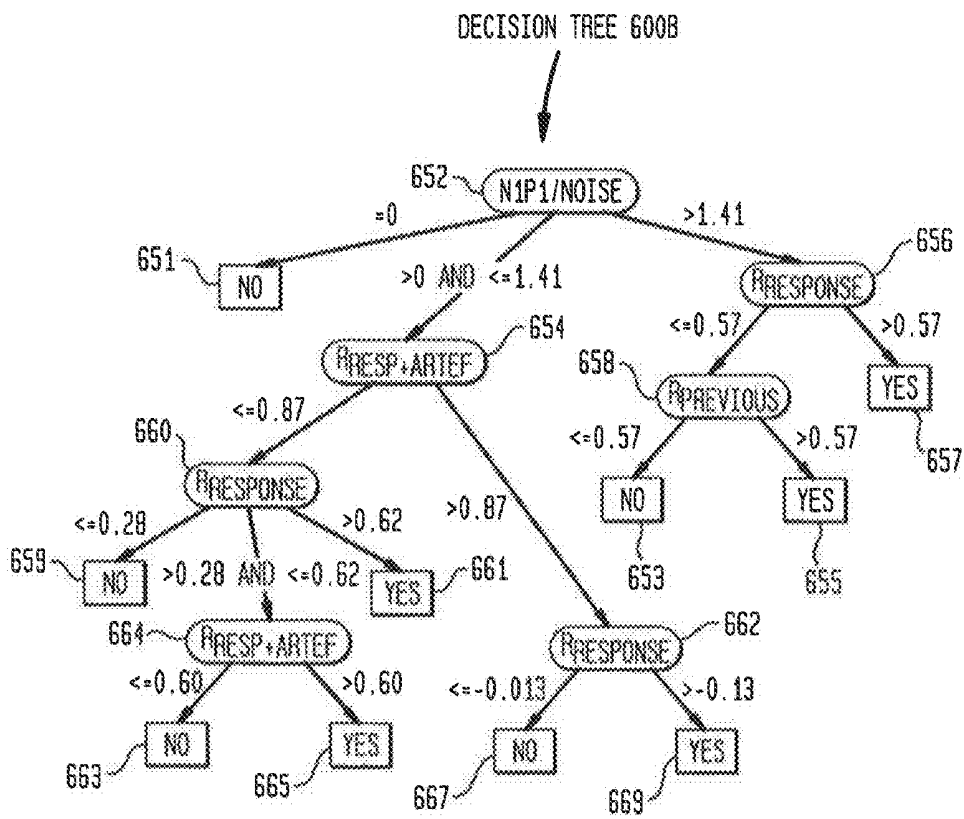 DECISION TREE 600B
652
N1P1/NOISE
=0
>1.41
656
651
NO
>0 AND <=1.41
RRESPONSE
654
<=0.57
>0.57
RRESP+ARTEF
658
RPREVIOUS
YES
<=0.87
657
660
<=0.57
>0.57
RRESPONSE
>0.87
NO
YES
<=0.28
>0.62
653
655
659
NO
>0.28 AND <=0.62
YES
661
664
RRESP+ARTEF
662
RRESPONSE
<=0.60
>0.60
<=-0.013
>-0.13
NO
YES
NO
YES
663
665
667
669